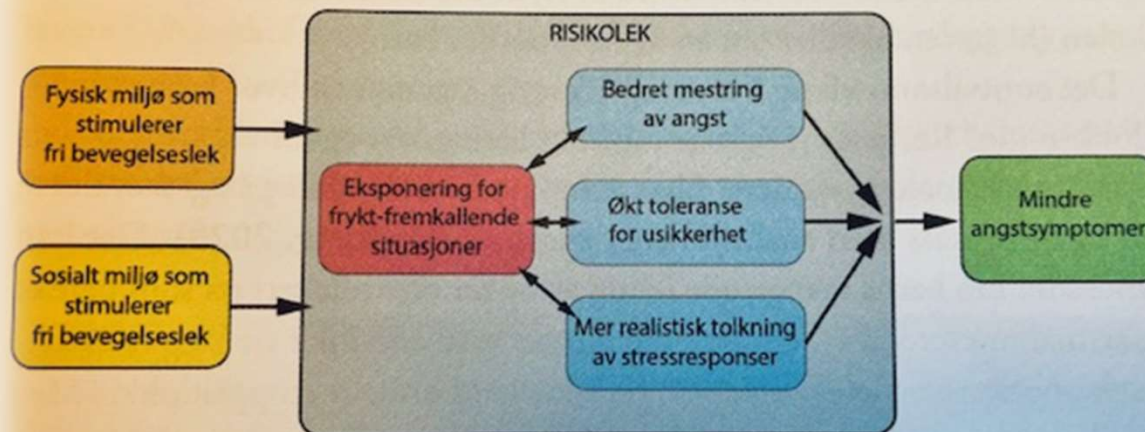 RISIKOLEK
Fysisk miljø som
stimulerer
fri bevegelseslek
Sosialt miljø som
stimulerer
fri bevegelseslek
Eksponering for
frykt-fremkallende
situasjoner
Bedret mestring
av angst
Økt toleranse
for usikkerhet
Mer realistisk tolkning
av stressresponser
Mindre
angstsymptomer